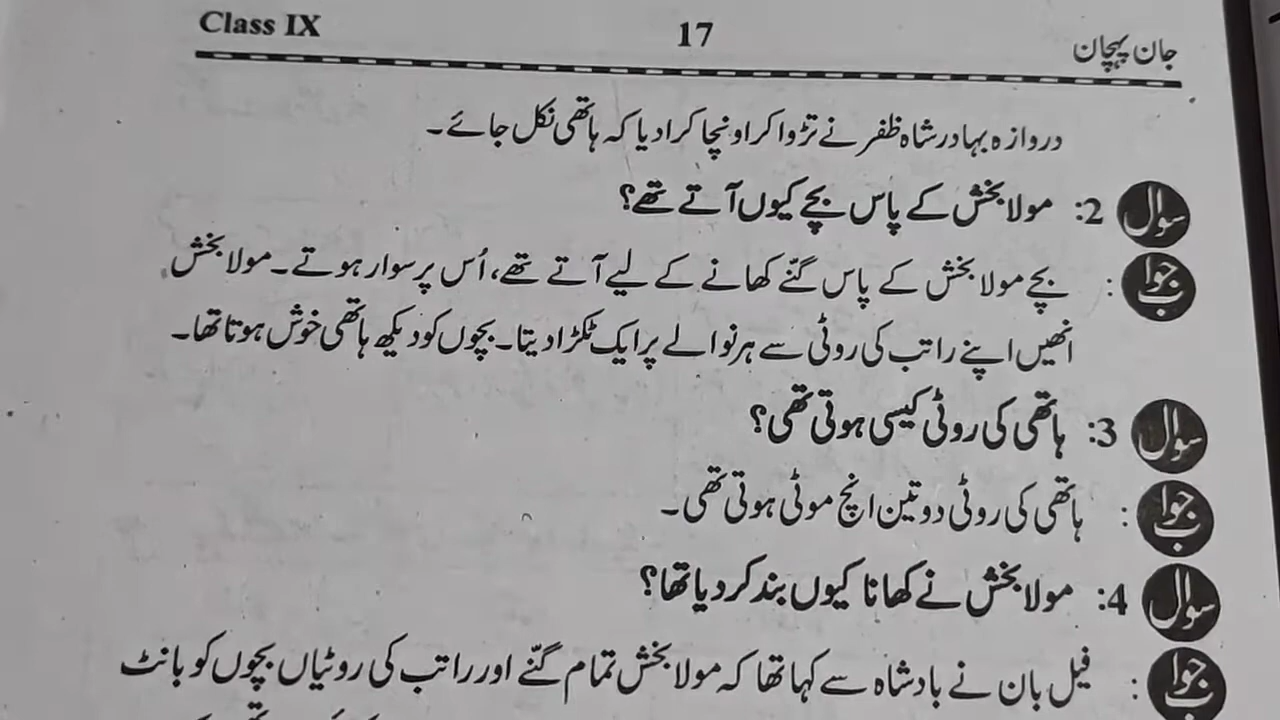 Class IX 17 جان پہچان
دروازہ بہادر شاہ ظفر نے تڑوا کر اونچا کرا دیا کہ ہاتھی نکل جائے۔
سوال 2: مولا بخش کے پاس بچے کیوں آتے تھے؟
جواب : بچے مولا بخش کے پاس گنّے کھانے کے لیے آتے تھے، اُس پر سوار ہوتے۔ مولا بخش
انھیں اپنے راتب کی روٹی سے ہر نوالے پر ایک ٹکڑا دیتا۔ بچوں کو دیکھ ہاتھی خوش ہوتا تھا۔
سوال 3: ہاتھی کی روٹی کیسی ہوتی تھی؟
جواب : ہاتھی کی روٹی دو تین انچ موٹی ہوتی تھی۔
سوال 4: مولا بخش نے کھانا کیوں بند کر دیا تھا؟
جواب : فیل بان نے بادشاہ سے کہا تھا کہ مولا بخش تمام گنّے اور راتب کی روٹیاں بچوں کو بانٹ